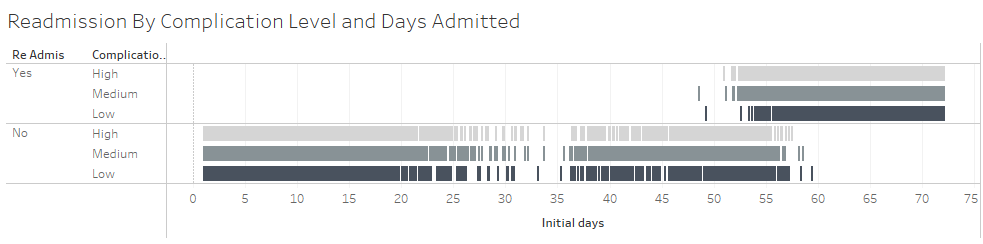 Readmission By Complication Level and Days Admitted
Re Admis Complicatio..
Yes High
Medium
Low
No High
Medium
Low
0 5 10 15 20 25 30 35 40 45 50 55 60 65 70 75
Initial days